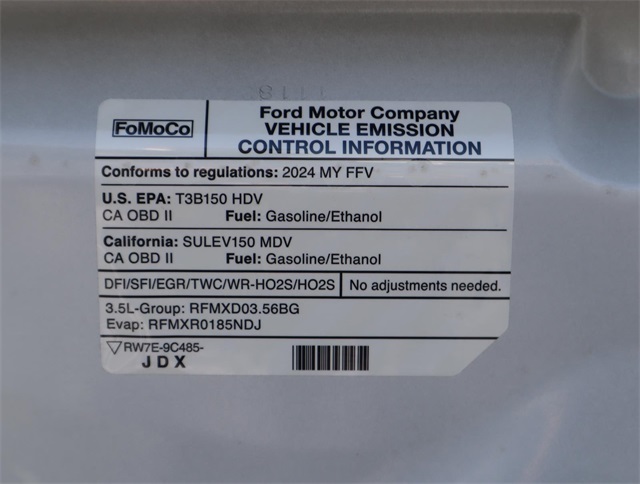 FoMoCo
Ford Motor Company
VEHICLE EMISSION
CONTROL INFORMATION
Conforms to regulations: 2024 MY FFV
U.S. EPA: T3B150 HDV
CA OBD II Fuel: Gasoline/Ethanol
California: SULEV150 MDV
CA OBD II Fuel: Gasoline/Ethanol
DFI/SFI/EGR/TWC/WR-HO2S/HO2S No adjustments needed.
3.5L-Group: RFMXD03.56BG
Evap: RFMXR0185NDJ
RW7E-9C485-
JDX